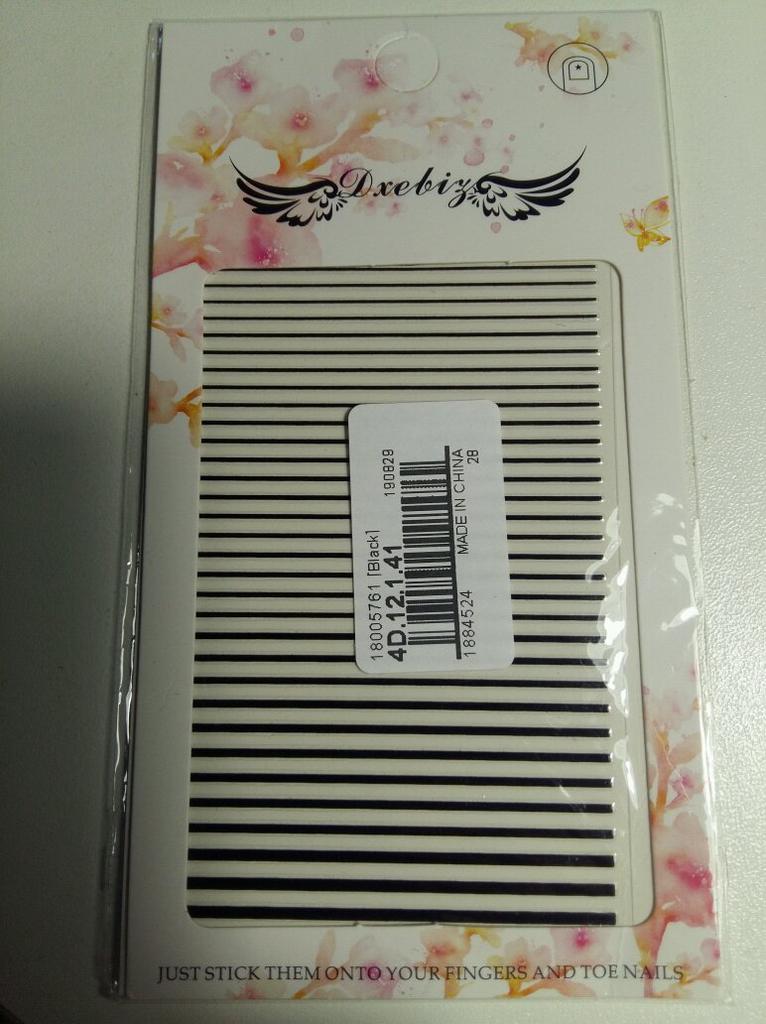 Dxebiz
18005761 [Black] 190829
4D.12.1.41
1884524 MADE IN CHINA
28
JUST STICK THEM ONTO YOUR FINGERS AND TOE NAILS